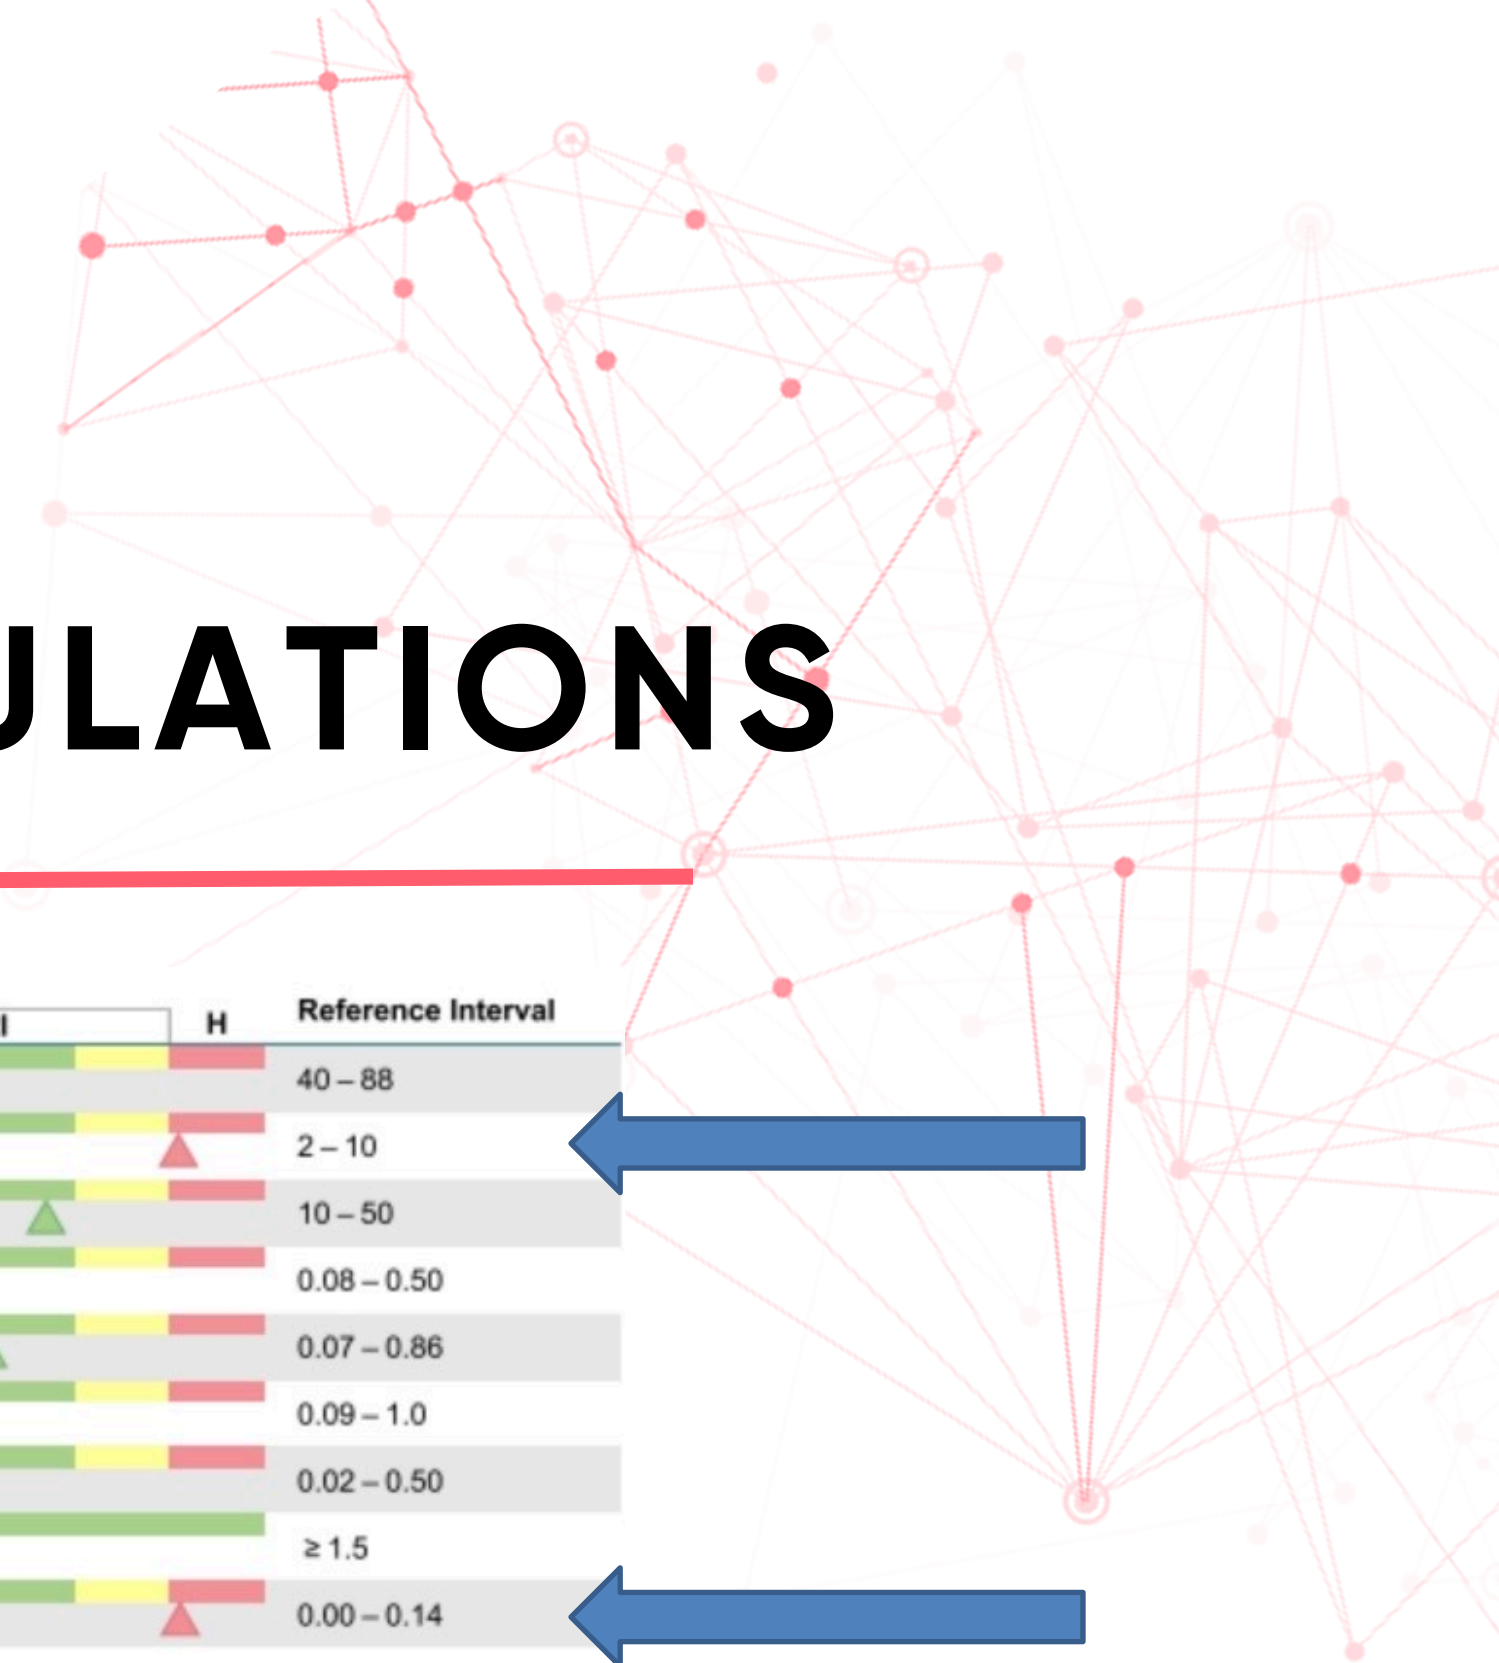 ULATIONS
H
Reference Interval
40 – 88
2 – 10
10 – 50
0.08 – 0.50
0.07 – 0.86
0.09 – 1.0
0.02 – 0.50
≥ 1.5
0.00 – 0.14